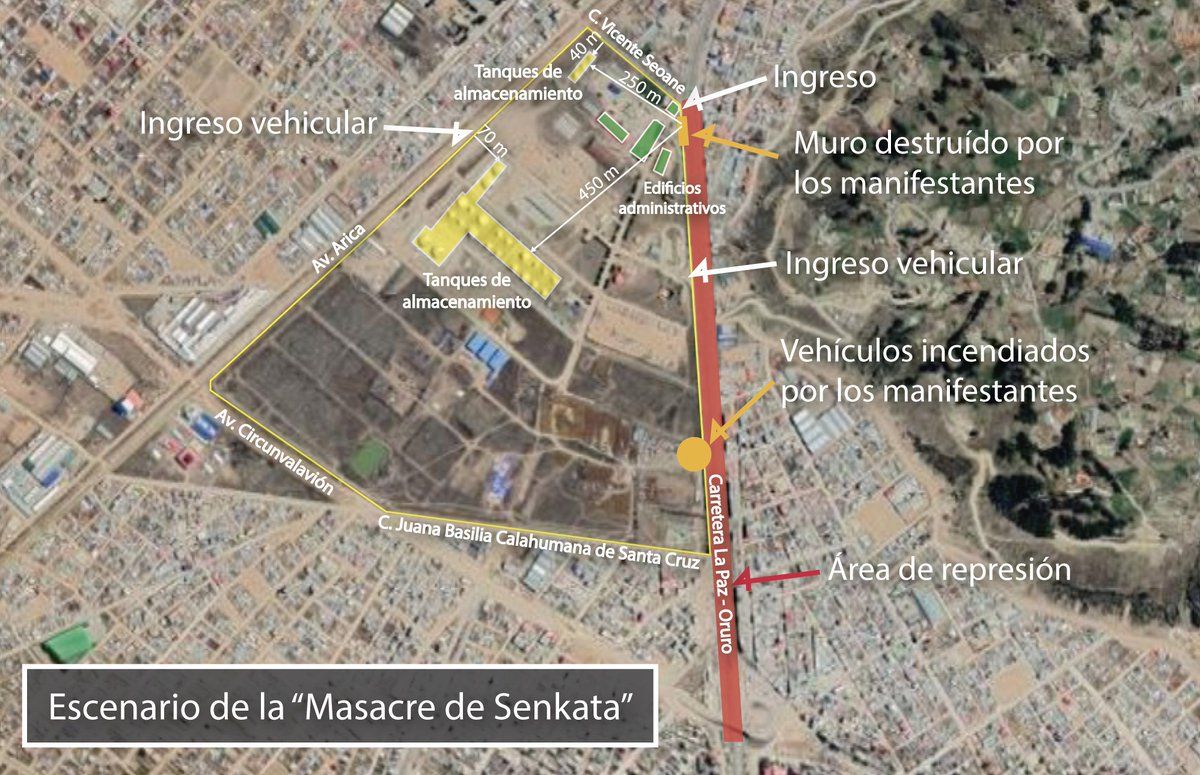 C. Vicente Seoane
40 m
Tanques de
almacenamiento
250 m
Ingreso
Ingreso vehicular
70 m
Muro destruído por
los manifestantes
450 m
Edificios
administrativos
Av. Arica
Ingreso vehicular
Tanques de
almacenamiento
Vehículos incendiados
por los manifestantes
Av. Circunvalavión
C. Juana Basilia Calahumana de Santa Cruz
Carretera La Paz - Oruro
Área de represión
Escenario de la “Masacre de Senkata”